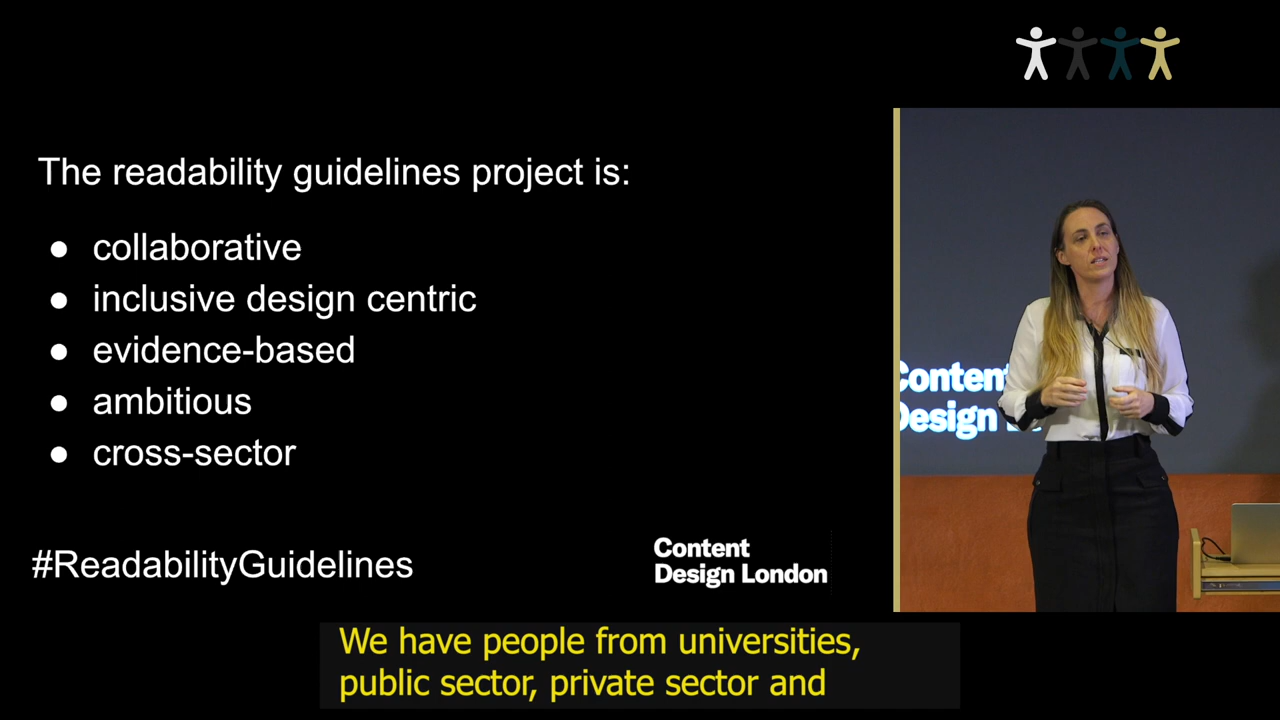 The readability guidelines project is:
● collaborative
● inclusive design centric
● evidence-based
● ambitious
● cross-sector
#ReadabilityGuidelines
Content
Design London
Content
Design
We have people from universities,
public sector, private sector and